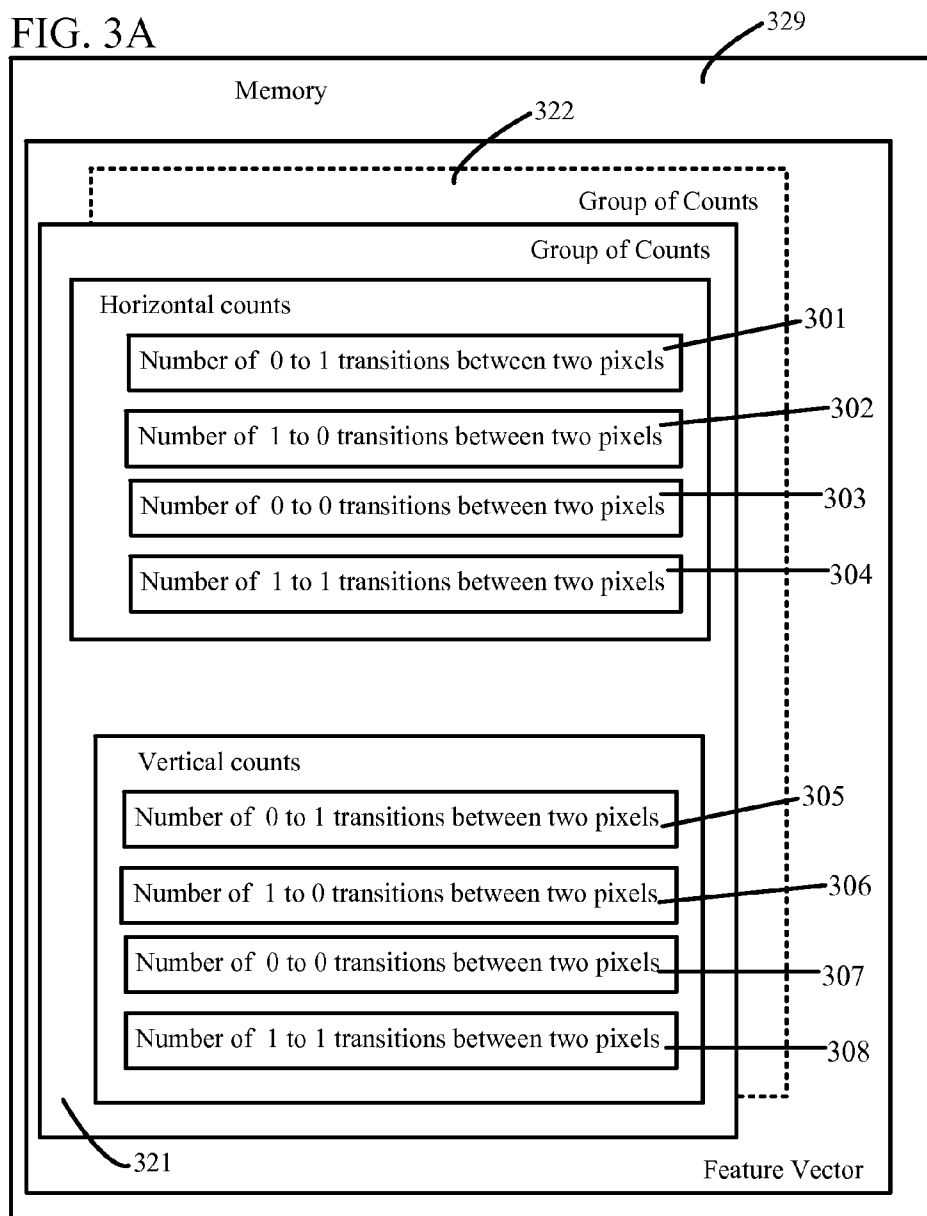 FIG. 3A
329
Memory
322
Group of Counts
Group of Counts
Horizontal counts
301
Number of 0 to 1 transitions between two pixels
302
Number of 1 to 0 transitions between two pixels
303
Number of 0 to 0 transitions between two pixels
304
Number of 1 to 1 transitions between two pixels
Vertical counts
305
Number of 0 to 1 transitions between two pixels
306
Number of 1 to 0 transitions between two pixels
307
Number of 0 to 0 transitions between two pixels
308
Number of 1 to 1 transitions between two pixels
321
Feature Vector